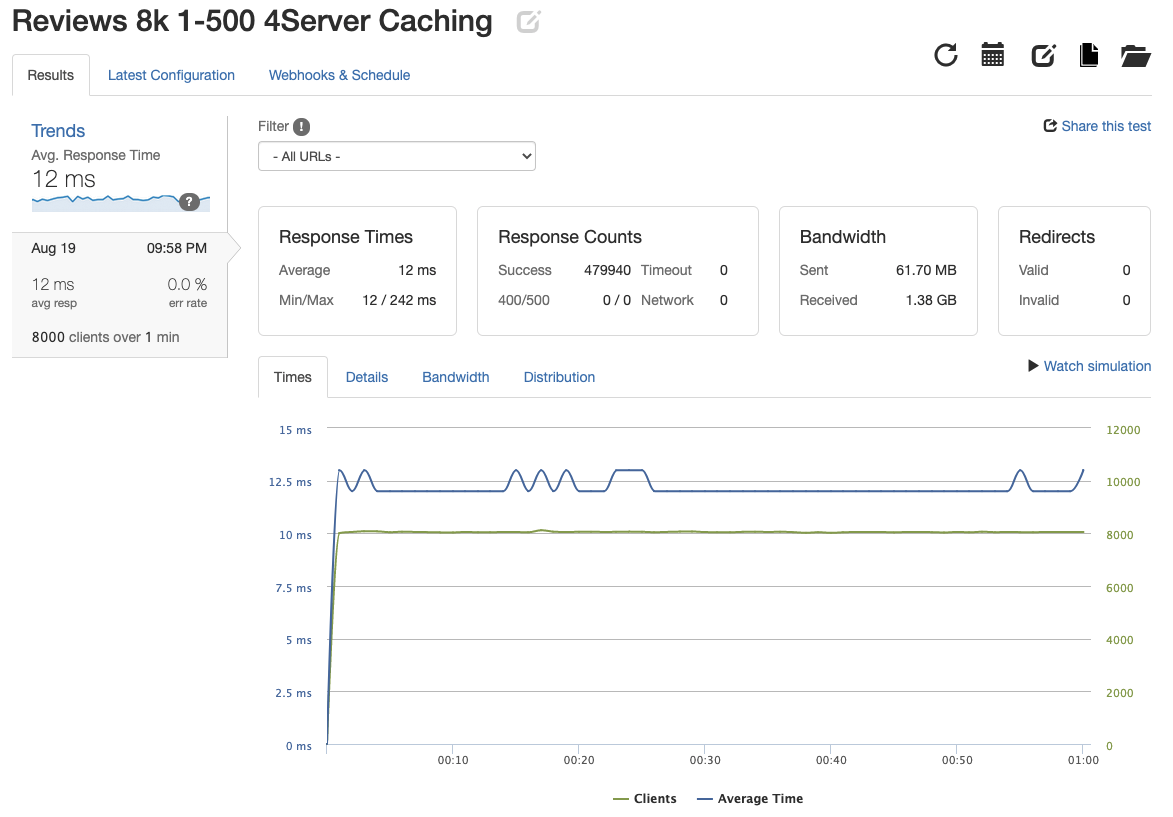 Reviews 8k 1-500 4Server Caching
Results Latest Configuration Webhooks & Schedule
Trends
Avg. Response Time
12 ms
?
Aug 19 09:58 PM
12 ms 0.0 %
avg resp err rate
8000 clients over 1 min
Filter !
Share this test
- All URLs -
Response Times
Average 12 ms
Min/Max 12 / 242 ms
Response Counts
Success 479940 Timeout 0
400/500 0 / 0 Network 0
Bandwidth
Sent 61.70 MB
Received 1.38 GB
Redirects
Valid 0
Invalid 0
Times Details Bandwidth Distribution
Watch simulation
15 ms 12000
12.5 ms 10000
10 ms 8000
7.5 ms 6000
5 ms 4000
2.5 ms 2000
0 ms 0
00:10 00:20 00:30 00:40 00:50 01:00
Clients Average Time